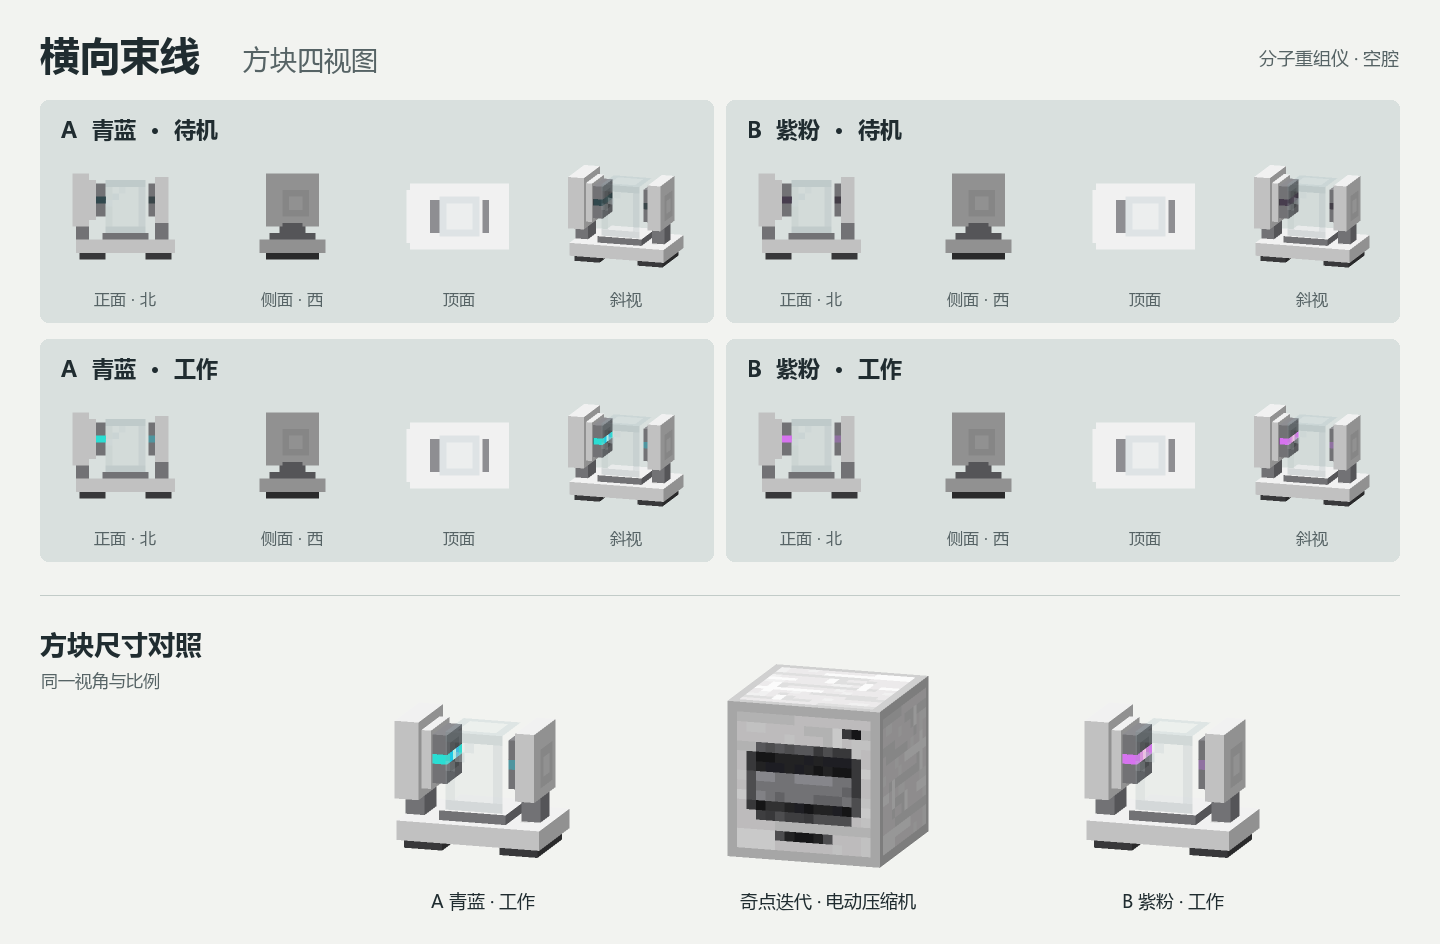 横向束线 方块四视图 分子重组仪 · 空腔
A 青蓝 • 待机
正面 · 北 侧面 · 西 顶面 斜视
B 紫粉 • 待机
正面 · 北 侧面 · 西 顶面 斜视
A 青蓝 • 工作
正面 · 北 侧面 · 西 顶面 斜视
B 紫粉 • 工作
正面 · 北 侧面 · 西 顶面 斜视
方块尺寸对照
同一视角与比例
A 青蓝 · 工作 奇点迭代 · 电动压缩机 B 紫粉 · 工作